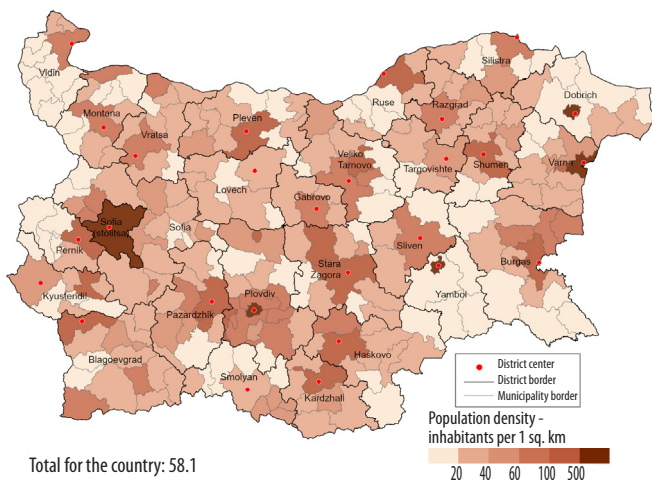 Silistra
Vidin
Dobrich
Ruse
Montana
Pleven
Razgrad
Vratsa
Veliko
Tarnovo
Targovishte
Shumen
Varna
Lovech
Gabrovo
Sofia
(stolitsa)
Sofia
Pernik
Sliven
Stara
Zagora
Burgas
Kyustendil
Plovdiv
Yambol
Pazardzhik
Haskovo
Blagoevgrad
Smolyan
Kardzhali
District center
District border
Municipality border
Population density -
inhabitants per 1 sq. km
20 40 60 100 500
Total for the country: 58.1